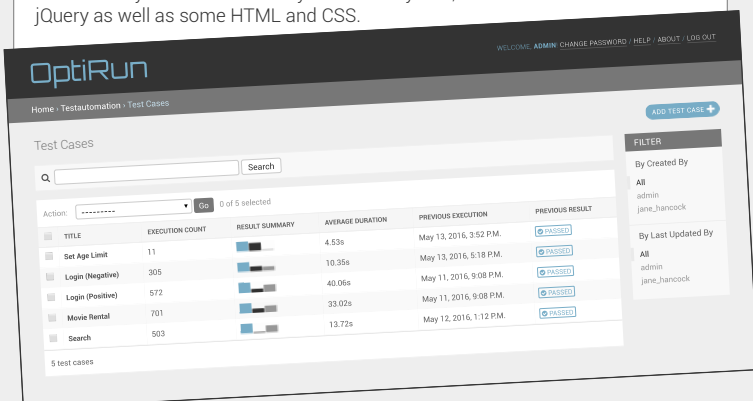 jQuery as well as some HTML and CSS.
OptiRun
WELCOME, ADMIN! CHANGE PASSWORD / HELP / ABOUT / LOG OUT
Home › Testautomation › Test Cases
ADD TEST CASE +
Test Cases
Search
Action: --------- Go 0 of 5 selected
TITLE EXECUTION COUNT RESULT SUMMARY AVERAGE DURATION PREVIOUS EXECUTION PREVIOUS RESULT
Set Age Limit 11 4.53s May 13, 2016, 3:52 P.M. PASSED
Login (Negative) 305 10.35s May 13, 2016, 5:18 P.M. PASSED
Login (Positive) 572 40.06s May 11, 2016, 9:08 P.M. PASSED
Movie Rental 701 33.02s May 11, 2016, 9:08 P.M. PASSED
Search 503 13.72s May 12, 2016, 1:12 P.M. PASSED
5 test cases
FILTER
By Created By
All
admin
jane_hancock
By Last Updated By
All
admin
jane_hancock